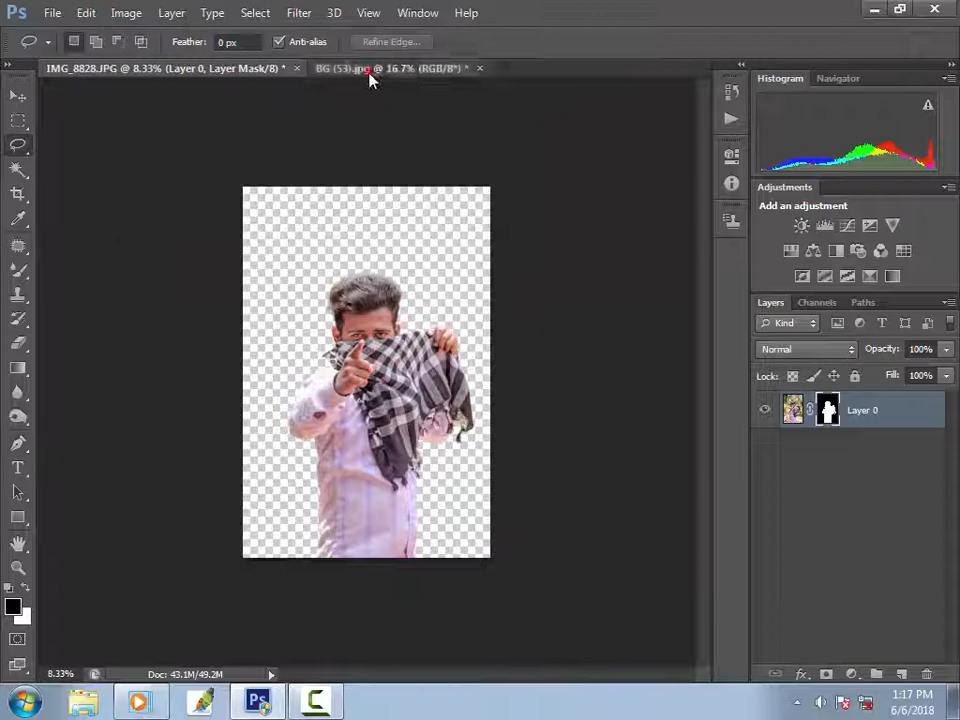 Ps File Edit Image Layer Type Select Filter 3D View Window Help
Feather: 0 px Anti-alias Refine Edge...
IMG_8828.JPG @ 8.33% (Layer 0, Layer Mask/8) * × BG (53).jpg @ 16.7% (RGB/8*) * ×
Histogram Navigator
Adjustments
Add an adjustment
Layers Channels Paths
Kind
Normal Opacity: 100%
Lock: Fill: 100%
Layer 0
8.33% Doc: 43.1M/49.2M
1:17 PM
6/6/2018